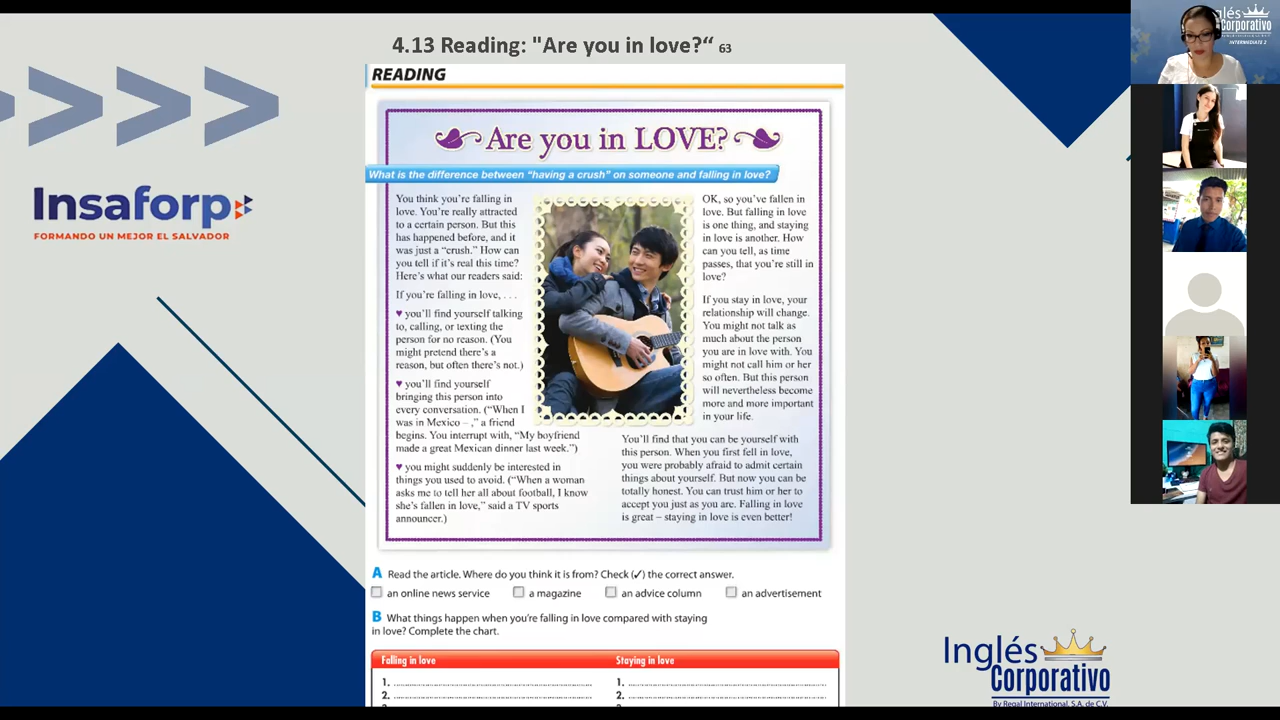 4.13 Reading: "Are you in love?“ 63
READING
Are you in LOVE?
What is the difference between “having a crush” on someone and falling in love?
You think you’re falling in
love. You’re really attracted
to a certain person. But this
has happened before, and it
was just a “crush.” How can
you tell if it’s real this time?
Here’s what our readers said:
If you’re falling in love, . . .
♥ you’ll find yourself talking
to, calling, or texting the
person for no reason. (You
might pretend there’s a
reason, but often there’s not.)
♥ you’ll find yourself
bringing this person into
every conversation. (“When I
was in Mexico – ,” a friend
begins. You interrupt with, “My boyfriend
made a great Mexican dinner last week.”)
♥ you might suddenly be interested in
things you used to avoid. (“When a woman
asks me to tell her all about football, I know
she’s fallen in love,” said a TV sports
announcer.)
OK, so you’ve fallen in
love. But falling in love
is one thing, and staying
in love is another. How
can you tell, as time
passes, that you’re still in
love?
If you stay in love, your
relationship will change.
You might not talk as
much about the person
you are in love with. You
might not call him or her
so often. But this person
will nevertheless become
more and more important
in your life.
You’ll find that you can be yourself with
this person. When you first fell in love,
you were probably afraid to admit certain
things about yourself. But now you can be
totally honest. You can trust him or her to
accept you just as you are. Falling in love
is great – staying in love is even better!
A Read the article. Where do you think it is from? Check (✓) the correct answer.
an online news service a magazine an advice column an advertisement
B What things happen when you’re falling in love compared with staying
in love? Complete the chart.
Falling in love Staying in love
1. 1.
2. 2.
Insaforp
FORMANDO UN MEJOR EL SALVADOR
Inglés
Corporativo
By Regal International, S.A. de C.V.
glés
Corporativo
INTERMEDIATE 2